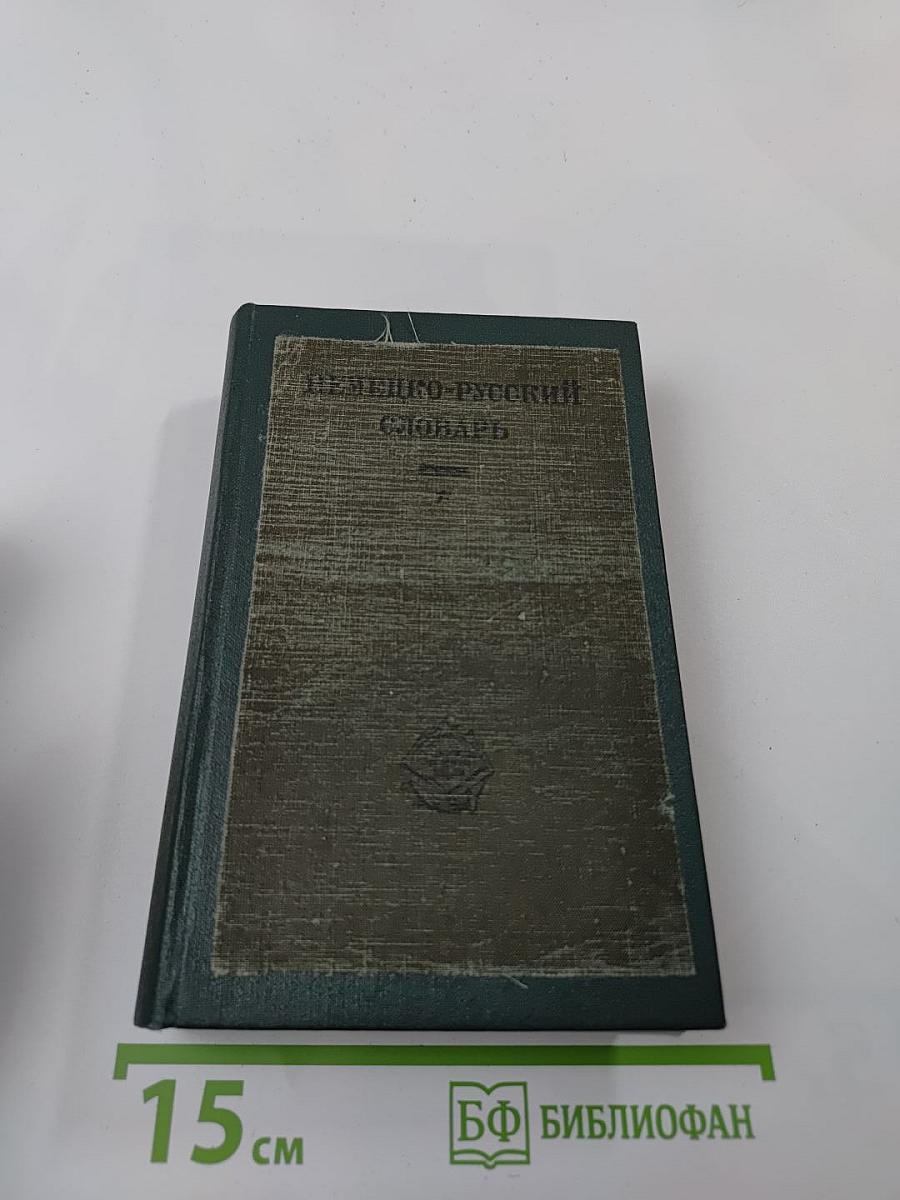 НЕМЕЦКО-РУССКИЙ
СЛОВАРЬ
15 см
БФ БИБЛИОФАН